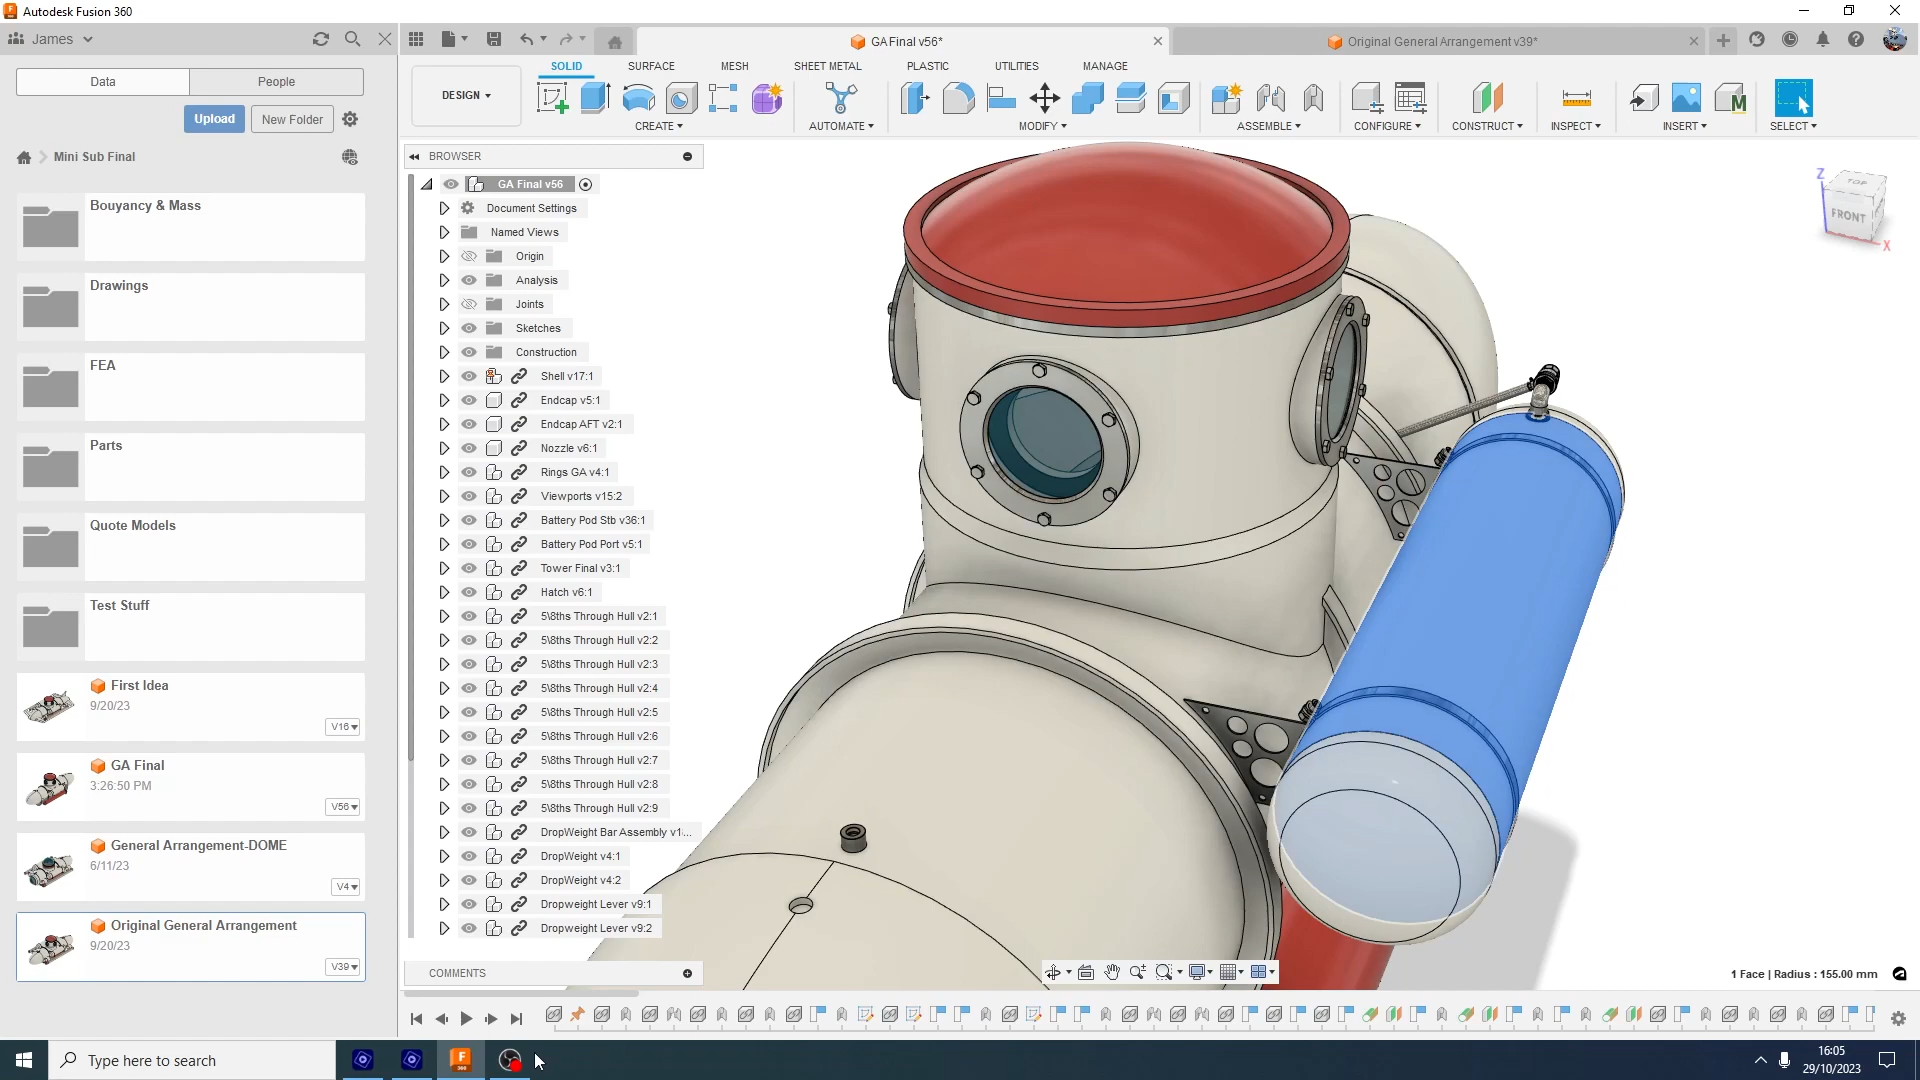 Autodesk Fusion 360
James
GA Final v56*
Original General Arrangement v39*
Data
People
Upload
New Folder
Mini Sub Final
Bouyancy & Mass
Drawings
FEA
Parts
Quote Models
Test Stuff
First Idea
9/20/23
V16
GA Final
3:26:50 PM
V56
General Arrangement-DOME
6/11/23
V4
Original General Arrangement
9/20/23
V39
DESIGN
SOLID
SURFACE
MESH
SHEET METAL
PLASTIC
UTILITIES
MANAGE
CREATE
AUTOMATE
MODIFY
ASSEMBLE
CONFIGURE
CONSTRUCT
INSPECT
INSERT
SELECT
BROWSER
GA Final v56
Document Settings
Named Views
Origin
Analysis
Joints
Sketches
Construction
Shell v17:1
Endcap v5:1
Endcap AFT v2:1
Nozzle v6:1
Rings GA v4:1
Viewports v15:2
Battery Pod Stb v36:1
Battery Pod Port v5:1
Tower Final v3:1
Hatch v6:1
5\8ths Through Hull v2:1
5\8ths Through Hull v2:2
5\8ths Through Hull v2:3
5\8ths Through Hull v2:4
5\8ths Through Hull v2:5
5\8ths Through Hull v2:6
5\8ths Through Hull v2:7
5\8ths Through Hull v2:8
5\8ths Through Hull v2:9
DropWeight Bar Assembly v1...
DropWeight v4:1
DropWeight v4:2
Dropweight Lever v9:1
Dropweight Lever v9:2
COMMENTS
Z
TOP
FRONT
X
1 Face | Radius : 155.00 mm
Type here to search
F
360
16:05
29/10/2023